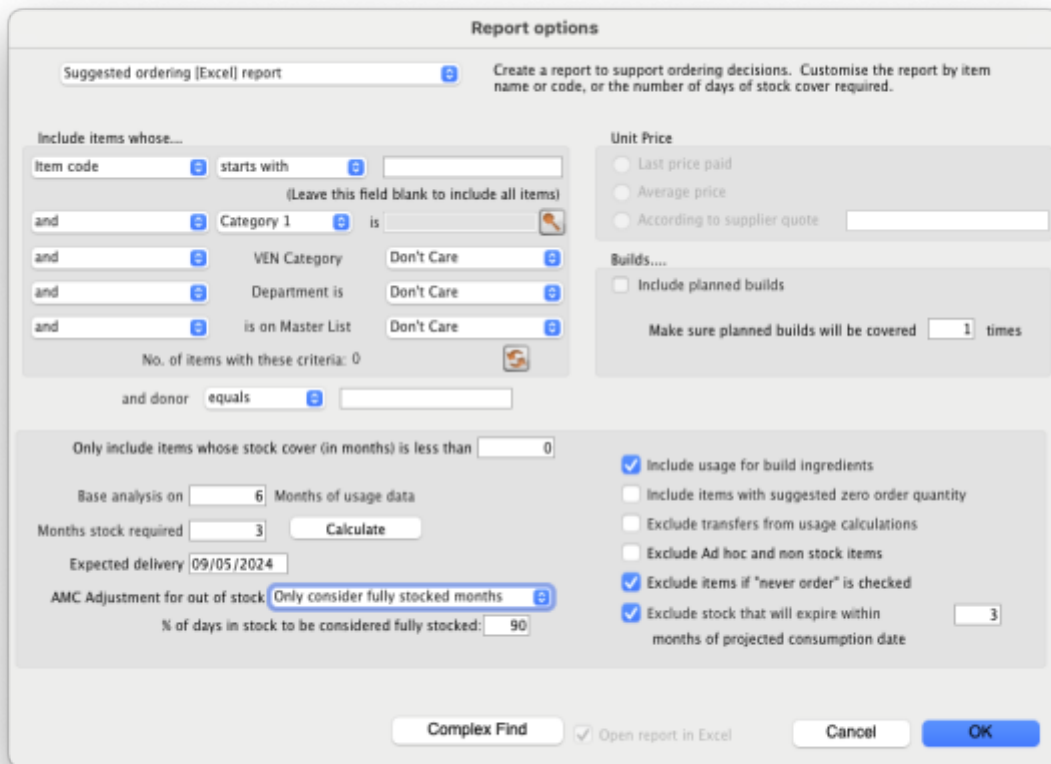 Report options
Suggested ordering [Excel] report
Create a report to support ordering decisions. Customise the report by item
name or code, or the number of days of stock cover required.
Include items whose....
Item code starts with
(Leave this field blank to include all items)
and Category 1 is
and VEN Category Don't Care
and Department is Don't Care
and is on Master List Don't Care
No. of items with these criteria: 0
and donor equals
Unit Price
Last price paid
Average price
According to supplier quote
Builds....
Include planned builds
Make sure planned builds will be covered 1 times
Only include items whose stock cover (in months) is less than 0
Base analysis on 6 Months of usage data
Months stock required 3 Calculate
Expected delivery 09/05/2024
AMC Adjustment for out of stock Only consider fully stocked months
% of days in stock to be considered fully stocked: 90
Include usage for build ingredients
Include items with suggested zero order quantity
Exclude transfers from usage calculations
Exclude Ad hoc and non stock items
Exclude items if "never order" is checked
Exclude stock that will expire within 3
months of projected consumption date
Complex Find Open report in Excel Cancel OK